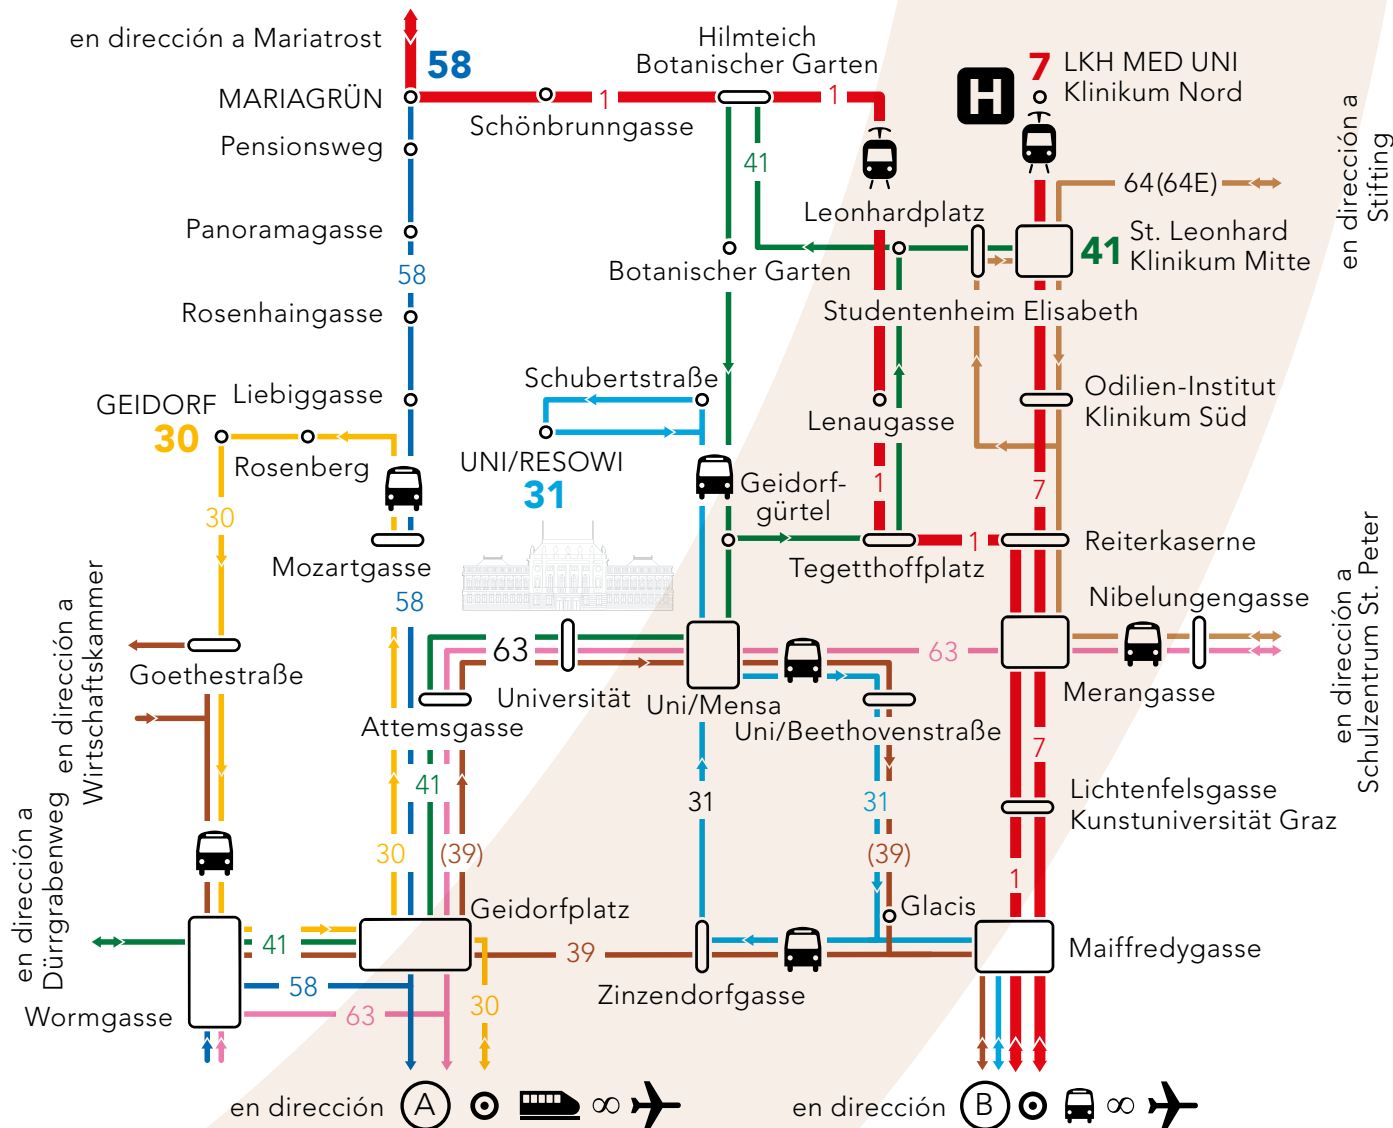 en dirección a Mariatrost
58
Hilmteich
Botanischer Garten
7
LKH MED UNI
Klinikum Nord
H
MARIAGRÜN
1
1
Schönbrunngasse
Pensionsweg
41
64(64E)
en dirección a
Stifting
Panoramagasse
Leonhardplatz
St. Leonhard
Klinikum Mitte
41
58
Botanischer Garten
Rosenhaingasse
Studentenheim Elisabeth
Schubertstraße
Odilien-Institut
Klinikum Süd
Liebiggasse
GEIDORF
30
Lenaugasse
Rosenberg
UNI/RESOWI
31
Geidorf-
gürtel
1
7
30
Mozartgasse
Tegetthoffplatz
1
Reiterkaserne
58
Nibelungengasse
en dirección a
Schulzentrum St. Peter
en dirección a
Wirtschaftskammer
Goethestraße
63
63
Universität
Uni/Mensa
Merangasse
Attemsgasse
Uni/Beethovenstraße
7
41
31
31
Lichtenfelsgasse
Kunstuniversität Graz
en dirección a
Dürrgrabenweg
30
(39)
(39)
1
Geidorfplatz
Glacis
41
39
Maiffredygasse
58
Zinzendorfgasse
30
Wormgasse
63
en dirección A ∞
en dirección B ∞